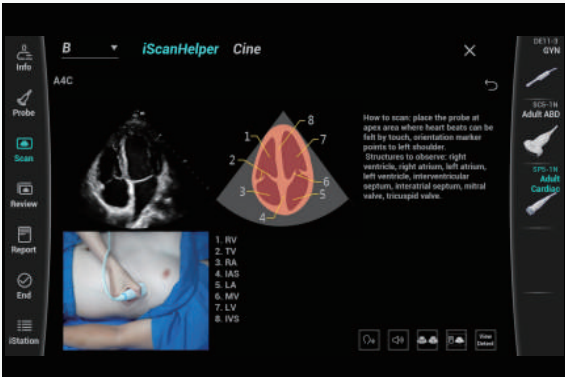 B
iScanHelper
Cine
A4C
Info
Probe
Scan
Review
Report
End
iStation
1
2
3
4
5
6
7
8
How to scan: place the probe at
apex area where heart beats can be
felt by touch, orientation marker
points to left shoulder.
Structures to observe: right
ventricle, right atrium, left atrium,
left ventricle, interventricular
septum, interatrial septum, mitral
valve, tricuspid valve.
1. RV
2. TV
3. RA
4. IAS
5. LA
6. MV
7. LV
8. IVS
View
Detect
DE11-3
GYN
SC5-1N
Adult ABD
SP5-1N
Adult
Cardiac